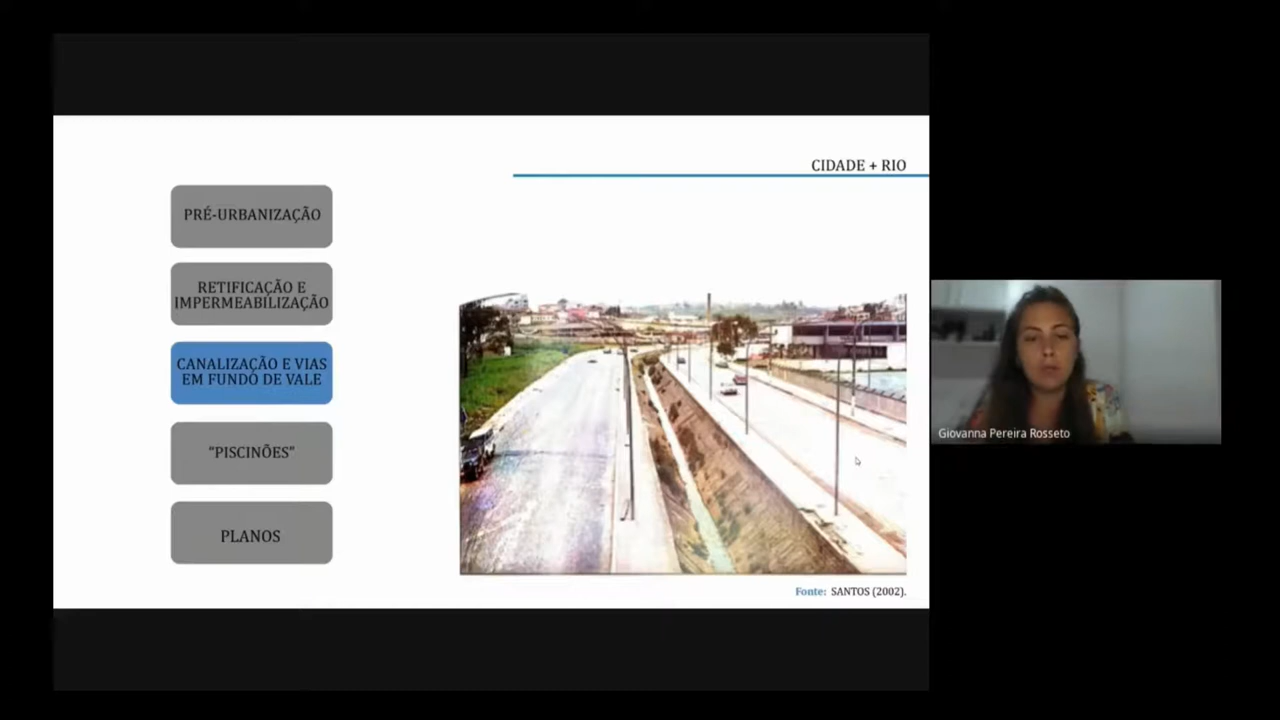 CIDADE + RIO
PRÉ-URBANIZAÇÃO
RETIFICAÇÃO E
IMPERMEABILIZAÇÃO
CANALIZAÇÃO E VIAS
EM FUNDO DE VALE
“PISCINÕES”
PLANOS
Fonte: SANTOS (2002).
Giovanna Pereira Rosseto